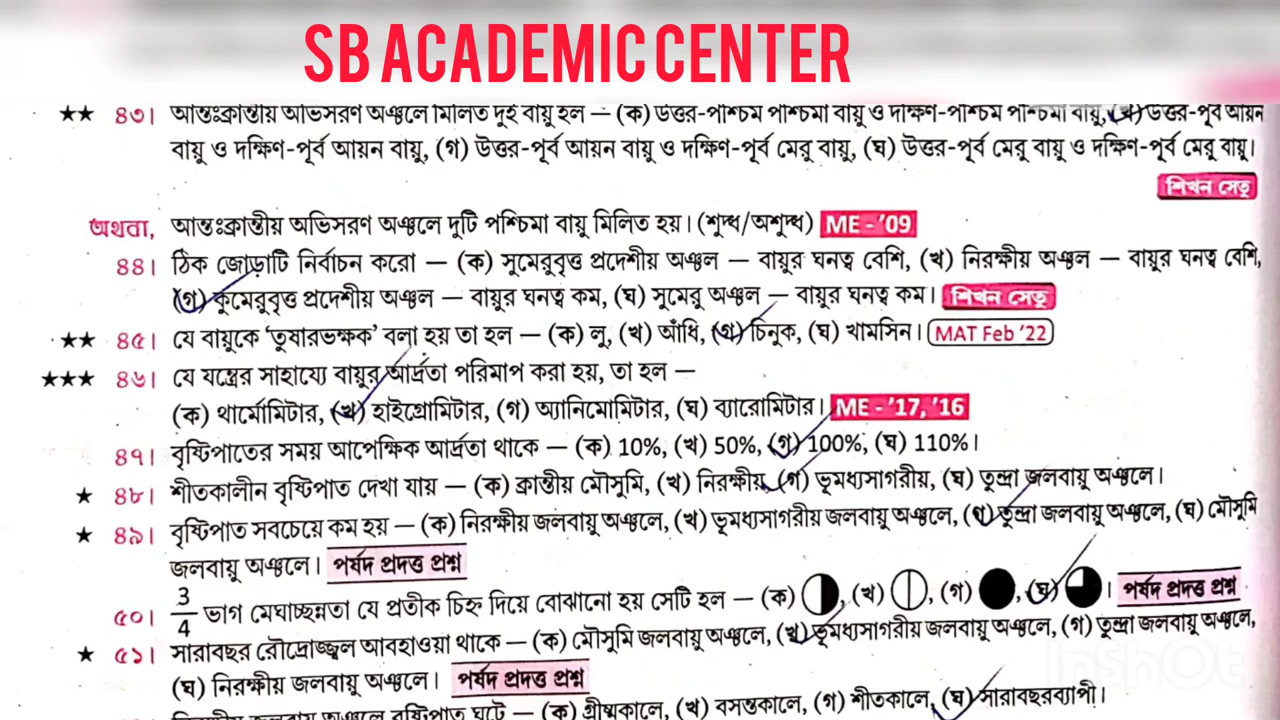 SB ACADEMIC CENTER
★★ ৪৩। আন্তঃক্রান্তীয় অভিসরণ অঞ্চলে মিলিত দুই বায়ু হল — (ক) উত্তর-পশ্চিম পশ্চিমা বায়ু ও দক্ষিণ-পশ্চিম পশ্চিমা বায়ু, (খ) উত্তর-পূর্ব আয়ন
বায়ু ও দক্ষিণ-পূর্ব আয়ন বায়ু, (গ) উত্তর-পূর্ব আয়ন বায়ু ও দক্ষিণ-পূর্ব মেরু বায়ু, (ঘ) উত্তর-পূর্ব মেরু বায়ু ও দক্ষিণ-পূর্ব মেরু বায়ু।
শিখন সেতু
অথবা, আন্তঃক্রান্তীয় অভিসরণ অঞ্চলে দুটি পশ্চিমা বায়ু মিলিত হয়। (শুদ্ধ/অশুদ্ধ) ME - '09
৪৪। ঠিক জোড়াটি নির্বাচন করো — (ক) সুমেরুবৃত্ত প্রদেশীয় অঞ্চল — বায়ুর ঘনত্ব বেশি, (খ) নিরক্ষীয় অঞ্চল — বায়ুর ঘনত্ব বেশি,
(গ) কুমেরুবৃত্ত প্রদেশীয় অঞ্চল — বায়ুর ঘনত্ব কম, (ঘ) সুমেরু অঞ্চল — বায়ুর ঘনত্ব কম। শিখন সেতু
★★ ৪৫। যে বায়ুকে 'তুষারভক্ষক' বলা হয় তা হল — (ক) লু, (খ) আঁধি, (গ) চিনুক, (ঘ) খামসিন। MAT Feb '22
★★★ ৪৬। যে যন্ত্রের সাহায্যে বায়ুর আর্দ্রতা পরিমাপ করা হয়, তা হল —
(ক) থার্মোমিটার, (খ) হাইগ্রোমিটার, (গ) অ্যানিমোমিটার, (ঘ) ব্যারোমিটার। ME - '17, '16
৪৭। বৃষ্টিপাতের সময় আপেক্ষিক আর্দ্রতা থাকে — (ক) 10%, (খ) 50%, (গ) 100%, (ঘ) 110%।
★ ৪৮। শীতকালীন বৃষ্টিপাত দেখা যায় — (ক) ক্রান্তীয় মৌসুমি, (খ) নিরক্ষীয়, (গ) ভূমধ্যসাগরীয়, (ঘ) তুন্দ্রা জলবায়ু অঞ্চলে।
★ ৪৯। বৃষ্টিপাত সবচেয়ে কম হয় — (ক) নিরক্ষীয় জলবায়ু অঞ্চলে, (খ) ভূমধ্যসাগরীয় জলবায়ু অঞ্চলে, (গ) তুন্দ্রা জলবায়ু অঞ্চলে, (ঘ) মৌসুমি
জলবায়ু অঞ্চলে। পর্ষদ প্রদত্ত প্রশ্ন
৫০। 3/4 ভাগ মেঘাচ্ছন্নতা যে প্রতীক চিহ্ন দিয়ে বোঝানো হয় সেটি হল — (ক) ◑, (খ) ⦶, (গ) ●, (ঘ) ◕। পর্ষদ প্রদত্ত প্রশ্ন
★ ৫১। সারাবছর রৌদ্রোজ্জ্বল আবহাওয়া থাকে — (ক) মৌসুমি জলবায়ু অঞ্চলে, (খ) ভূমধ্যসাগরীয় জলবায়ু অঞ্চলে, (গ) তুন্দ্রা জলবায়ু অঞ্চলে,
(ঘ) নিরক্ষীয় জলবায়ু অঞ্চলে। পর্ষদ প্রদত্ত প্রশ্ন
জলবায়ু অঞ্চলে বৃষ্টিপাত ঘটে — (ক) গ্রীষ্মকালে, (খ) বসন্তকালে, (গ) শীতকালে, (ঘ) সারাবছরব্যাপী।
InShOt